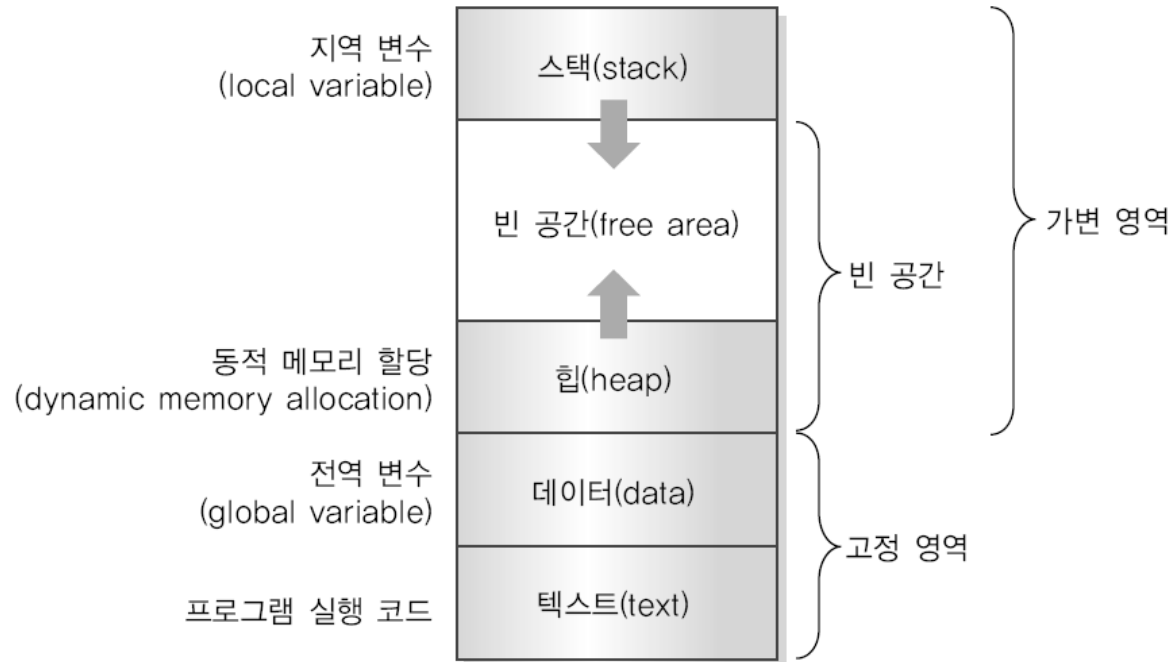 지역 변수
(local variable)
스택(stack)
빈 공간(free area)
가변 영역
빈 공간
동적 메모리 할당
(dynamic memory allocation)
힙(heap)
전역 변수
(global variable)
데이터(data)
고정 영역
프로그램 실행 코드
텍스트(text)